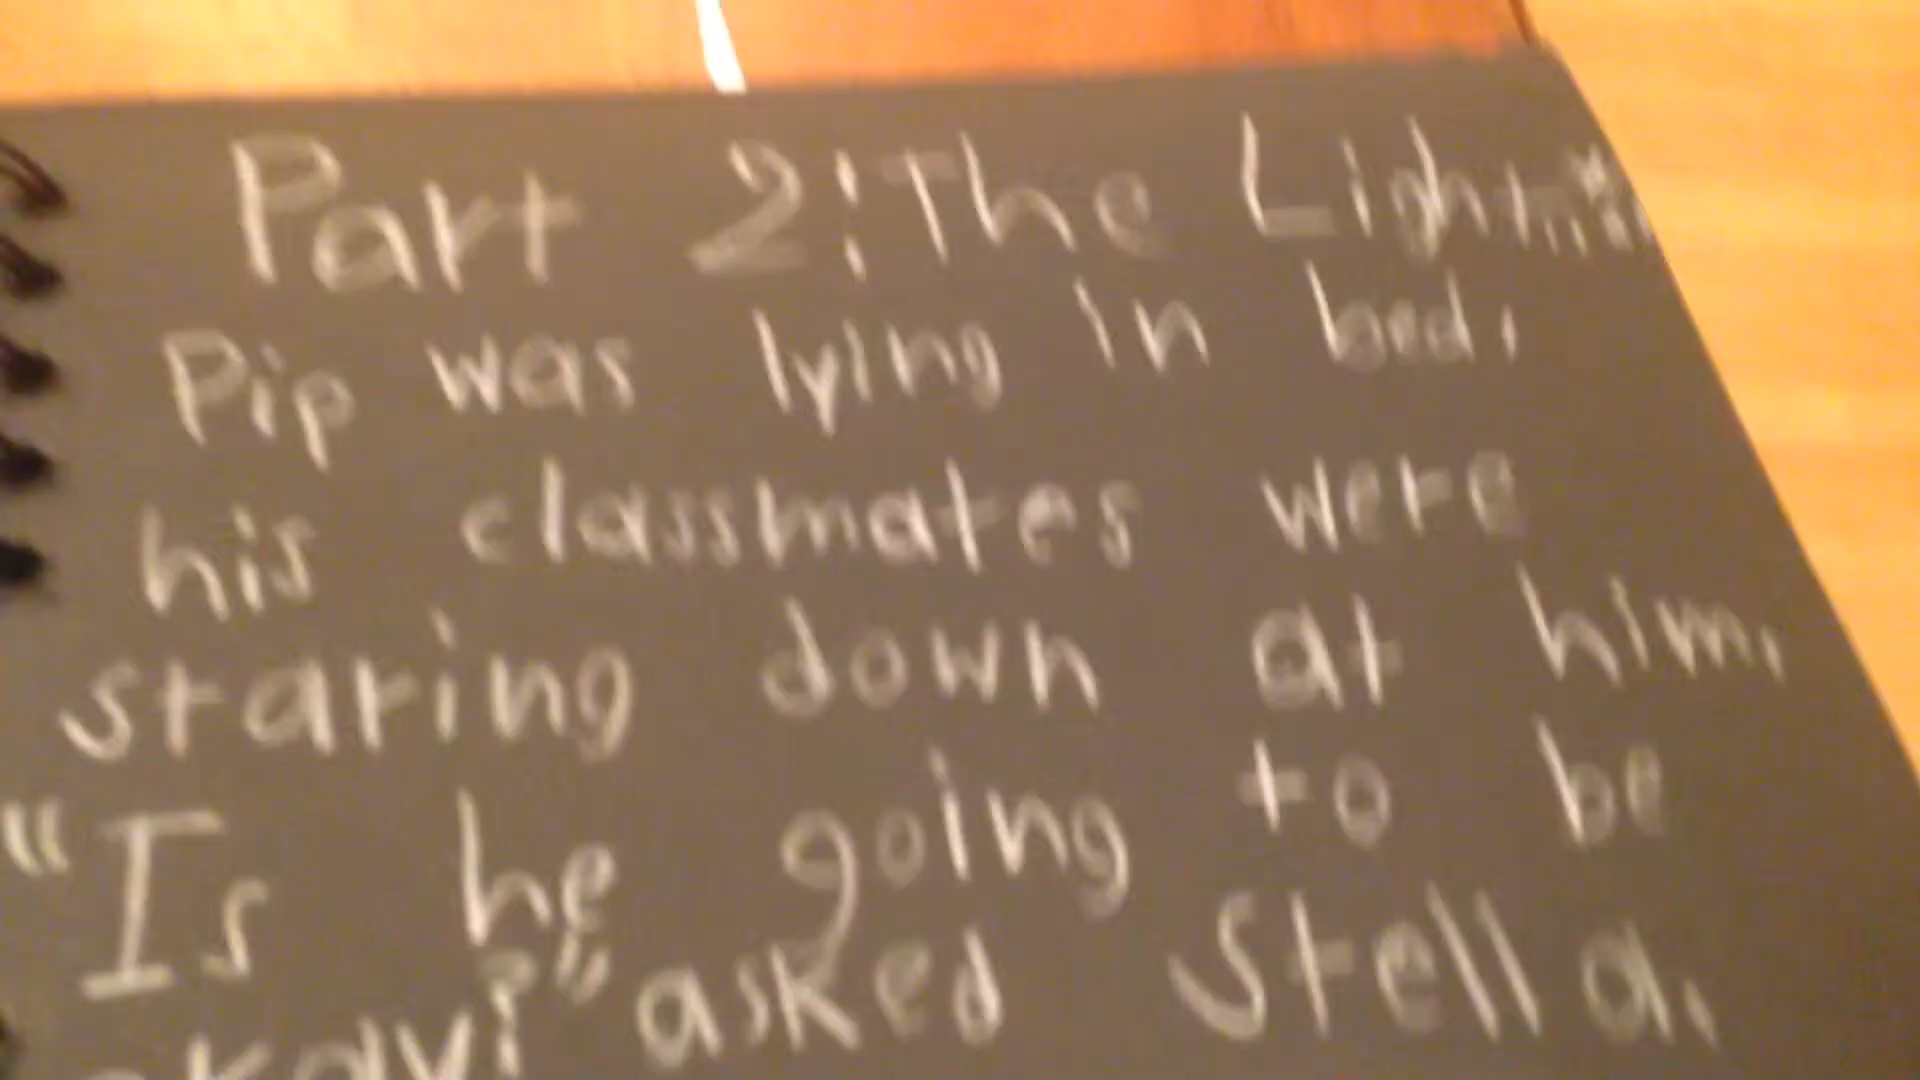 Part 2: The
Pip was lying in bed,
his classmates were
staring down at him,
"Is he going to be
okay?" asked Stella,